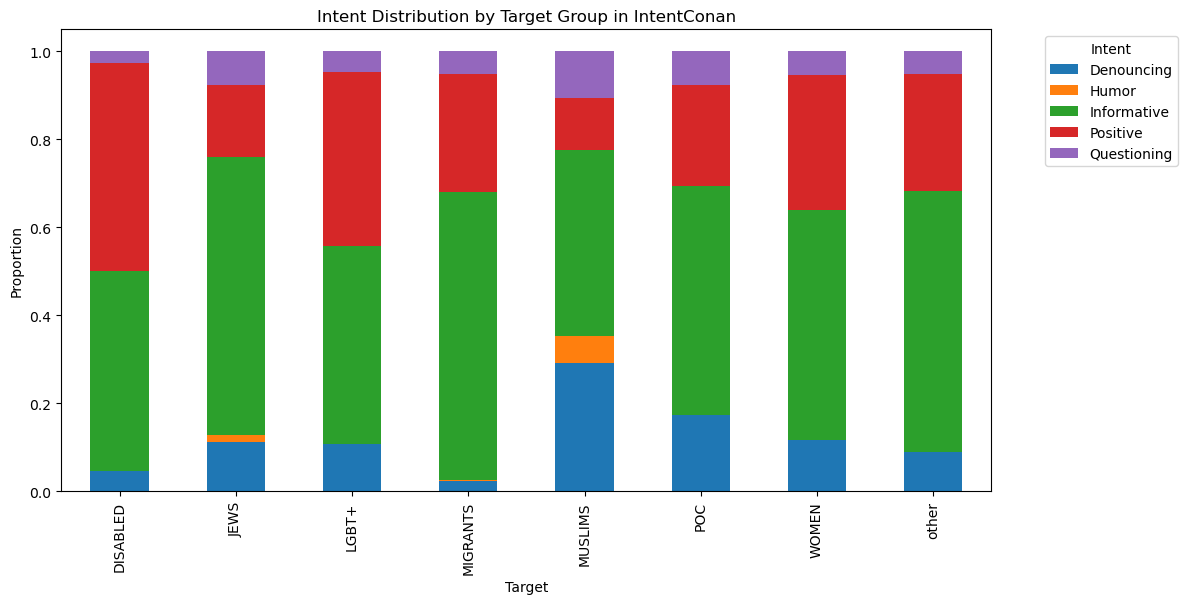 Intent Distribution by Target Group in IntentConan
Intent
Denouncing
Humor
Informative
Positive
Questioning
Proportion
1.0
0.8
0.6
0.4
0.2
0.0
DISABLED
JEWS
LGBT+
MIGRANTS
MUSLIMS
POC
WOMEN
other
Target